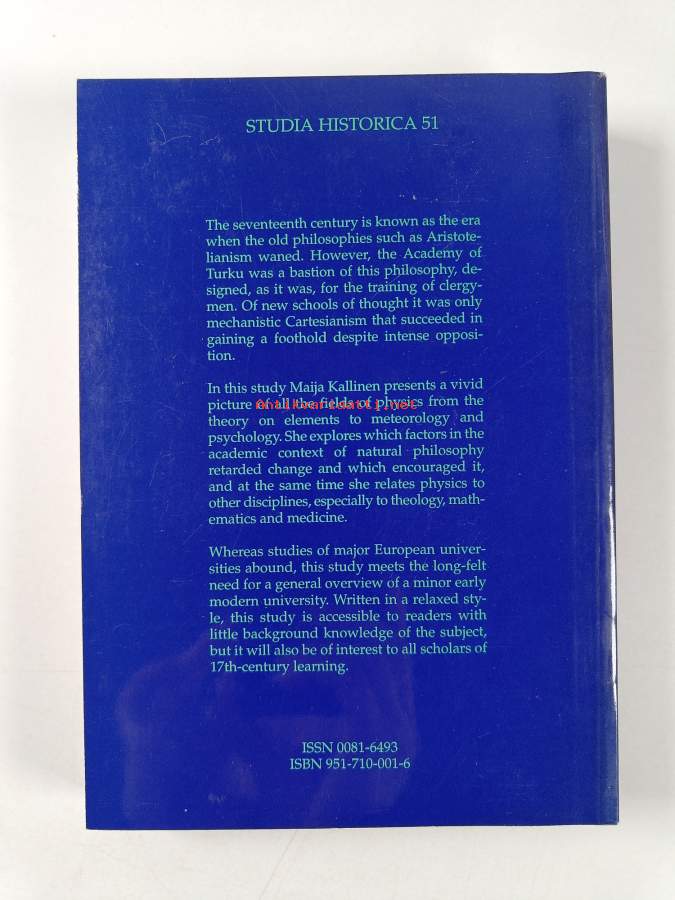 STUDIA HISTORICA 51
The seventeenth century is known as the era
when the old philosophies such as Aristote-
lianism waned. However, the Academy of
Turku was a bastion of this philosophy, de-
signed, as it was, for the training of clergy-
men. Of new schools of thought it was only
mechanistic Cartesianism that succeeded in
gaining a foothold despite intense opposi-
tion.
In this study Maija Kallinen presents a vivid
picture of all the fields of physics from the
Antikvariaatti.net
theory on elements to meteorology and
psychology. She explores which factors in the
academic context of natural philosophy
retarded change and which encouraged it,
and at the same time she relates physics to
other disciplines, especially to theology, math-
ematics and medicine.
Whereas studies of major European univer-
sities abound, this study meets the long-felt
need for a general overview of a minor early
modern university. Written in a relaxed sty-
le, this study is accessible to readers with
little background knowledge of the subject,
but it will also be of interest to all scholars of
17th-century learning.
ISSN 0081-6493
ISBN 951-710-001-6